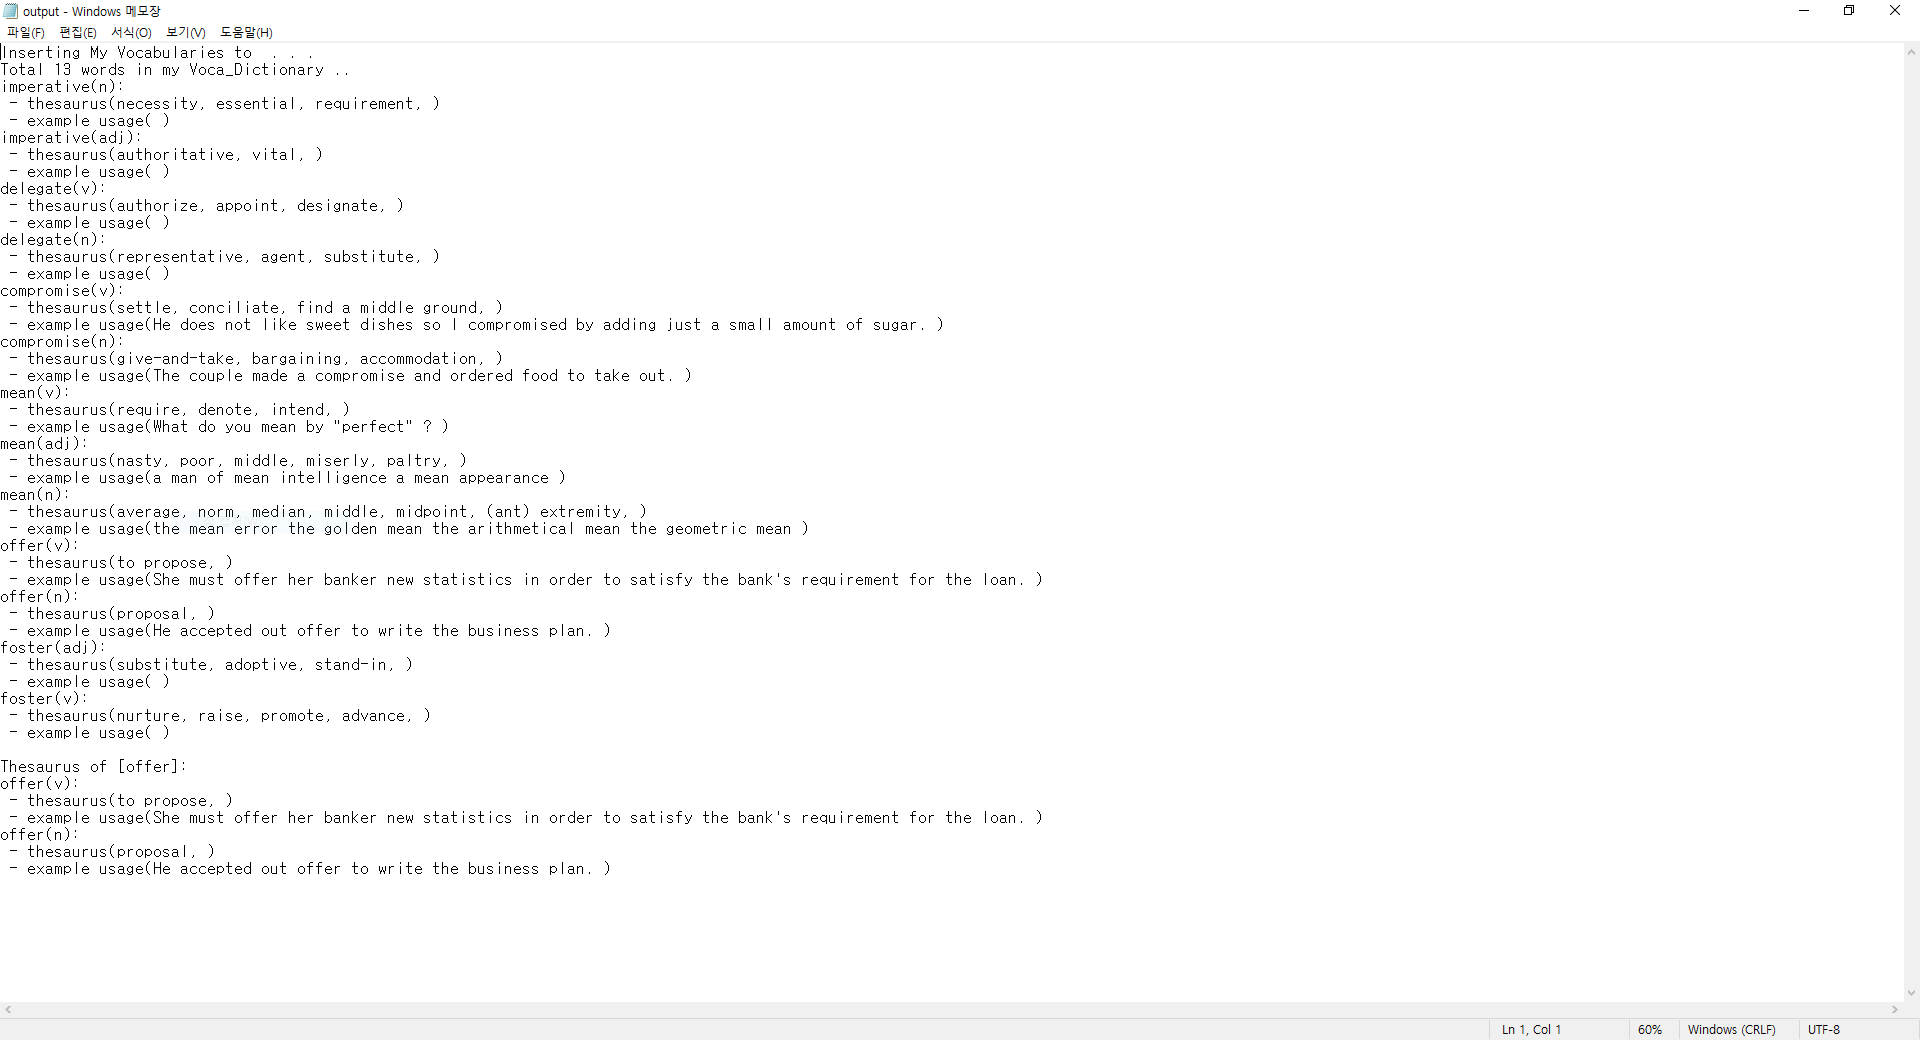 output - Windows 메모장
파일(F) 편집(E) 서식(O) 보기(V) 도움말(H)
Inserting My Vocabularies to  . . .
Total 13 words in my Voca_Dictionary ..
imperative(n):
 - thesaurus(necessity, essential, requirement, )
 - example usage( )
imperative(adj):
 - thesaurus(authoritative, vital, )
 - example usage( )
delegate(v):
 - thesaurus(authorize, appoint, designate, )
 - example usage( )
delegate(n):
 - thesaurus(representative, agent, substitute, )
 - example usage( )
compromise(v):
 - thesaurus(settle, conciliate, find a middle ground, )
 - example usage(He does not like sweet dishes so I compromised by adding just a small amount of sugar. )
compromise(n):
 - thesaurus(give-and-take, bargaining, accommodation, )
 - example usage(The couple made a compromise and ordered food to take out. )
mean(v):
 - thesaurus(require, denote, intend, )
 - example usage(What do you mean by "perfect" ? )
mean(adj):
 - thesaurus(nasty, poor, middle, miserly, paltry, )
 - example usage(a man of mean intelligence a mean appearance )
mean(n):
 - thesaurus(average, norm, median, middle, midpoint, (ant) extremity, )
 - example usage(the mean error the golden mean the arithmetical mean the geometric mean )
offer(v):
 - thesaurus(to propose, )
 - example usage(She must offer her banker new statistics in order to satisfy the bank's requirement for the loan. )
offer(n):
 - thesaurus(proposal, )
 - example usage(He accepted out offer to write the business plan. )
foster(adj):
 - thesaurus(substitute, adoptive, stand-in, )
 - example usage( )
foster(v):
 - thesaurus(nurture, raise, promote, advance, )
 - example usage( )

Thesaurus of [offer]:
offer(v):
 - thesaurus(to propose, )
 - example usage(She must offer her banker new statistics in order to satisfy the bank's requirement for the loan. )
offer(n):
 - thesaurus(proposal, )
 - example usage(He accepted out offer to write the business plan. )
Ln 1, Col 1 60% Windows (CRLF) UTF-8